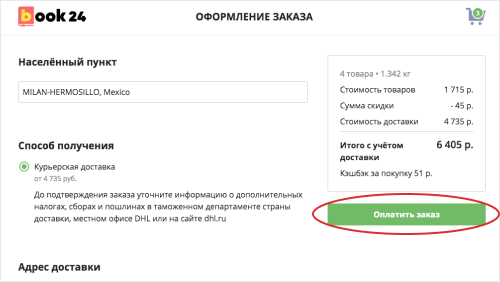 book 24
ОФОРМЛЕНИЕ ЗАКАЗА
3
Населённый пункт
MILAN-HERMOSILLO, Mexico
Способ получения
Курьерская доставка
от 4 735 руб.
До подтверждения заказа уточните информацию о дополнительных
налогах, сборах и пошлинах в таможенном департаменте страны
доставки, местном офисе DHL или на сайте dhl.ru
Адрес доставки
4 товара • 1.342 кг
Стоимость товаров 1 715 р.
Сумма скидки - 45 р.
Стоимость доставки 4 735 р.
Итого с учётом 6 405 р.
доставки
Кэшбэк за покупку 51 р.
Оплатить заказ